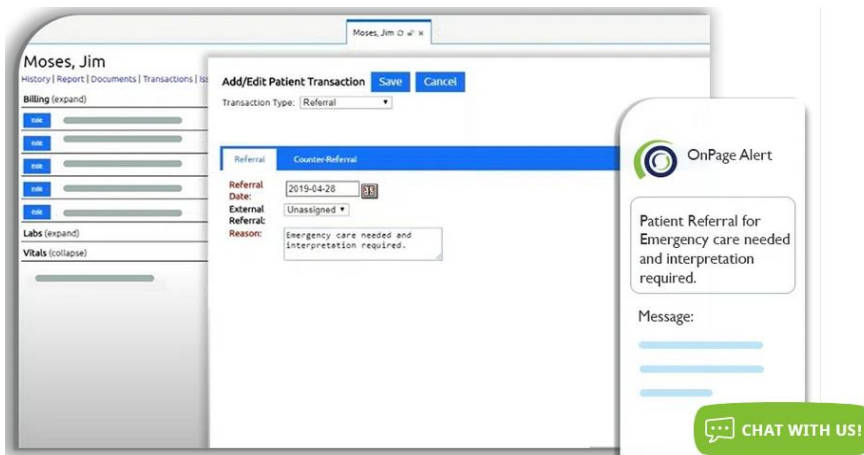 Moses, Jim
Moses, Jim
History | Report | Documents | Transactions | Iss
Billing (expand)
Edit
Edit
Edit
Edit
Edit
Labs (expand)
Vitals (collapse)
Add/Edit Patient Transaction Save Cancel
Transaction Type: Referral
Referral Counter-Referral
Referral Date: 2019-04-28
External Referral: Unassigned
Reason: Emergency care needed and
interpretation required.
OnPage Alert
Patient Referral for
Emergency care needed
and interpretation
required.
Message:
CHAT WITH US!